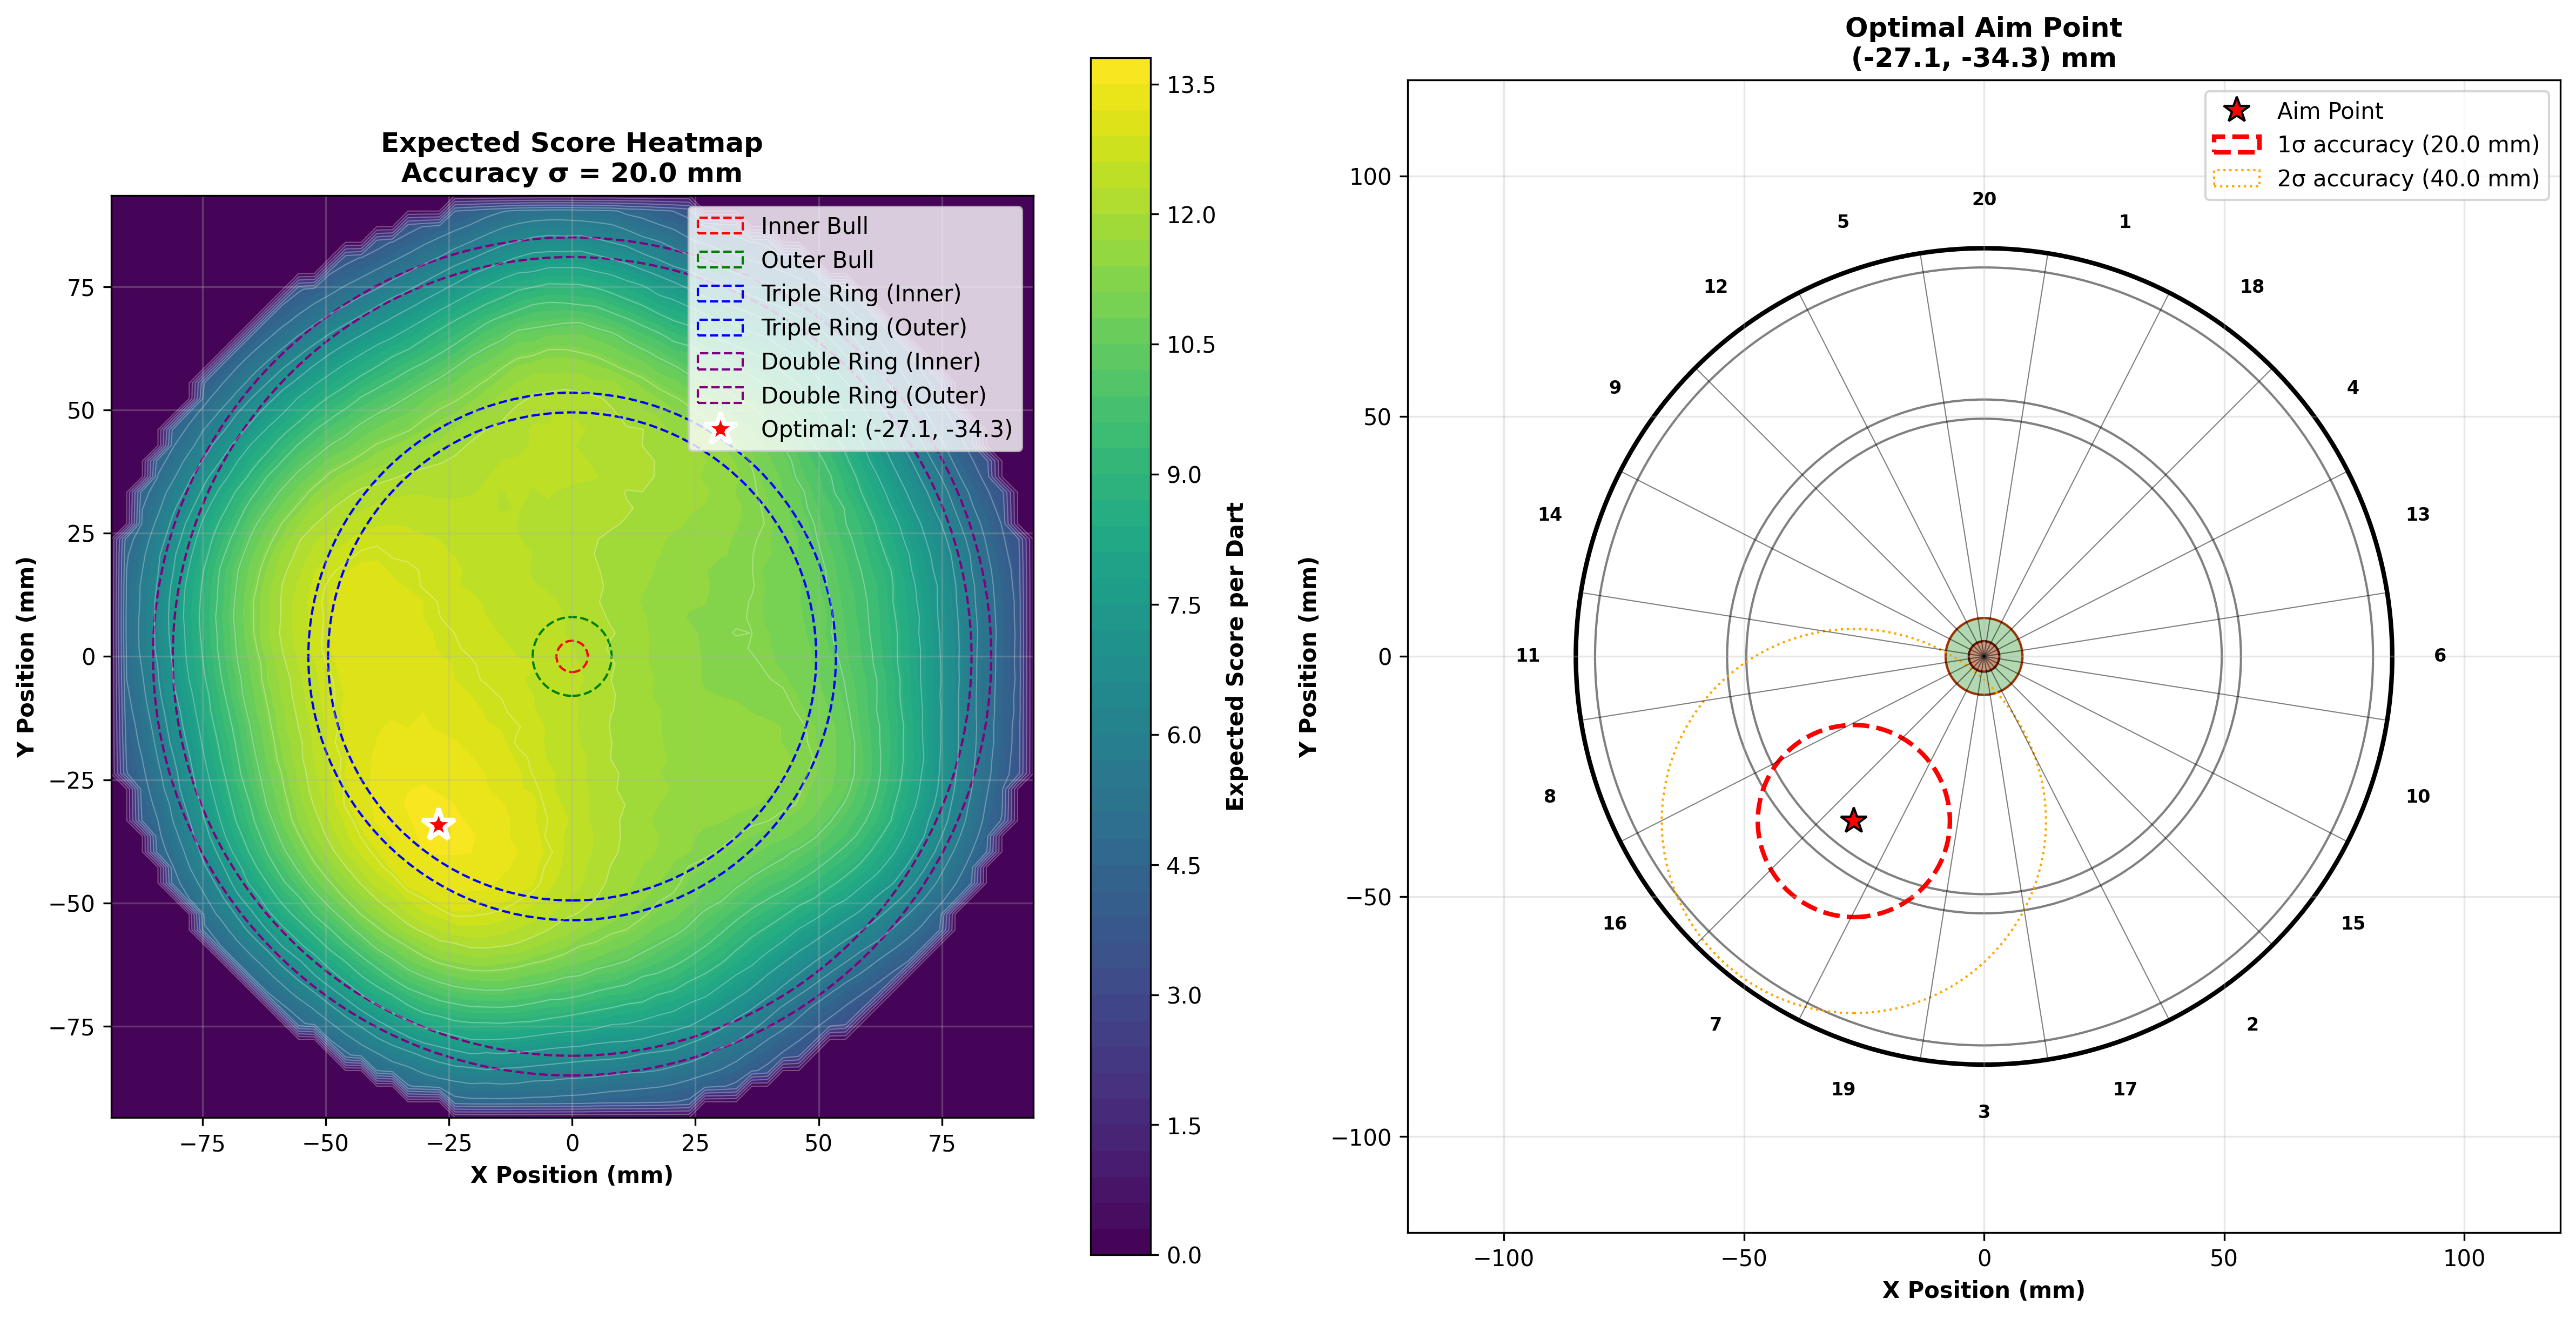 Expected Score Heatmap
Accuracy σ = 20.0 mm
Inner Bull
Outer Bull
Triple Ring (Inner)
Triple Ring (Outer)
Double Ring (Inner)
Double Ring (Outer)
Optimal: (-27.1, -34.3)
75
50
25
0
−25
−50
−75
Y Position (mm)
−75 −50 −25 0 25 50 75
X Position (mm)
13.5
12.0
10.5
9.0
7.5
6.0
4.5
3.0
1.5
0.0
Expected Score per Dart
Optimal Aim Point
(-27.1, -34.3) mm
Aim Point
1σ accuracy (20.0 mm)
2σ accuracy (40.0 mm)
100
50
0
−50
−100
Y Position (mm)
20
5 1
12 18
9 4
14 13
11 6
8 10
16 15
7 2
19 17
3
−100 −50 0 50 100
X Position (mm)